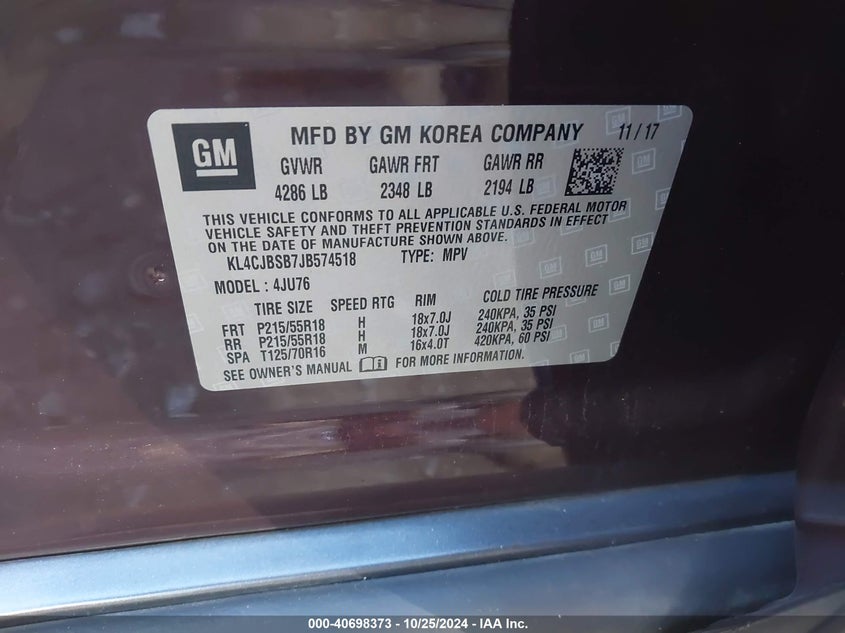 GM
MFD BY GM KOREA COMPANY 11/17
GVWR GAWR FRT GAWR RR
4286 LB 2348 LB 2194 LB
THIS VEHICLE CONFORMS TO ALL APPLICABLE U.S. FEDERAL MOTOR
VEHICLE SAFETY AND THEFT PREVENTION STANDARDS IN EFFECT
ON THE DATE OF MANUFACTURE SHOWN ABOVE.
KL4CJBSB7JB574518 TYPE: MPV
MODEL: 4JU76
TIRE SIZE SPEED RTG RIM COLD TIRE PRESSURE
FRT P215/55R18 H 18x7.0J 240KPA, 35 PSI
RR P215/55R18 H 18x7.0J 240KPA, 35 PSI
SPA T125/70R16 M 16x4.0T 420KPA, 60 PSI
SEE OWNER'S MANUAL FOR MORE INFORMATION.
000-40698373 - 10/25/2024 - IAA Inc.